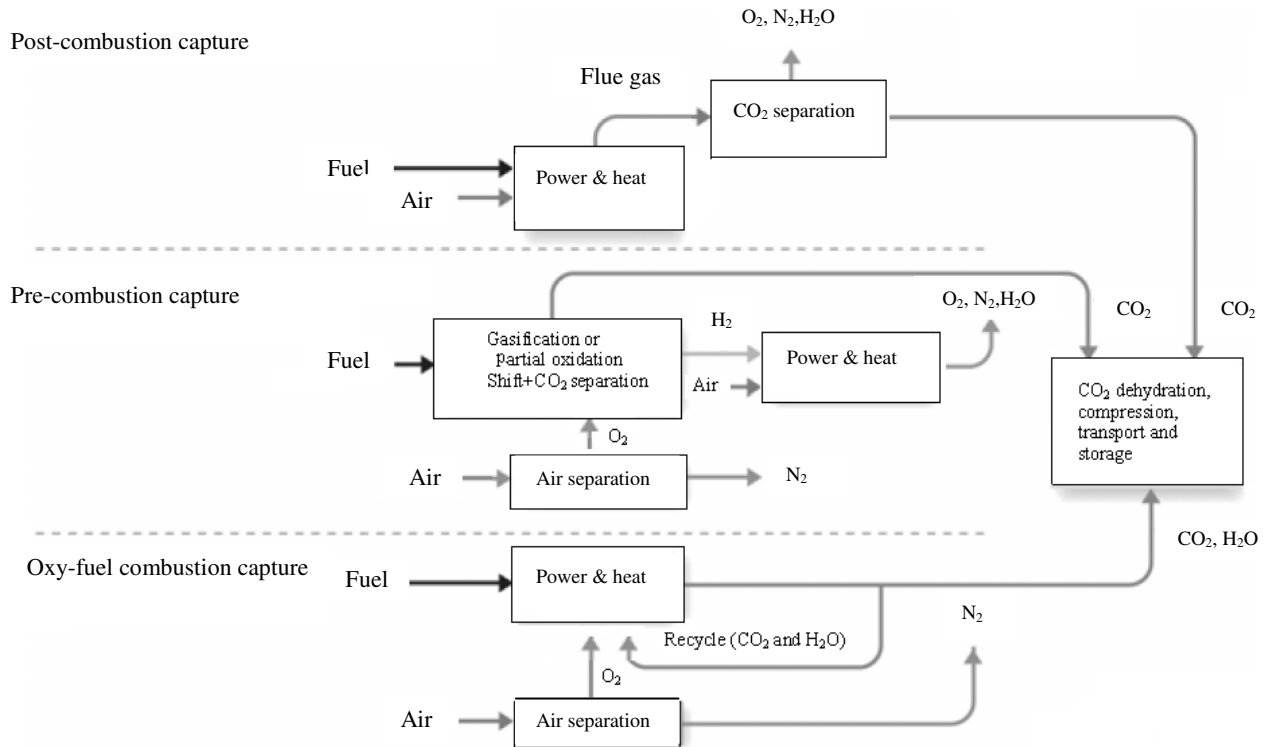 O₂, N₂,H₂O
Post-combustion capture
Flue gas
CO₂ separation
Fuel
Power & heat
Air
Pre-combustion capture
O₂, N₂,H₂O
CO₂
CO₂
H₂
Gasification or
partial oxidation
Shift+CO₂ separation
Fuel
Power & heat
Air
CO₂ dehydration,
compression,
transport and
storage
O₂
Air
Air separation
N₂
CO₂, H₂O
Oxy-fuel combustion capture
Fuel
Power & heat
N₂
Recycle (CO₂ and H₂O)
O₂
Air
Air separation